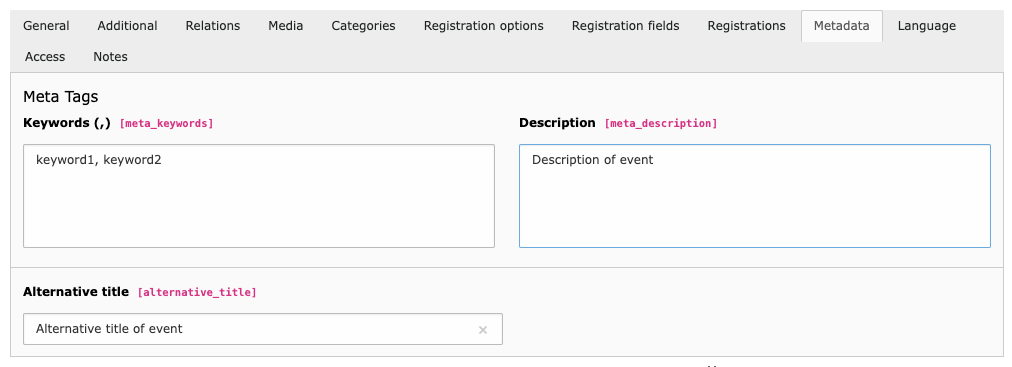 General Additional Relations Media Categories Registration options Registration fields Registrations Metadata Language
Access Notes
Meta Tags
Keywords (,) [meta_keywords] Description [meta_description]
keyword1, keyword2 Description of event
Alternative title [alternative_title]
Alternative title of event ×